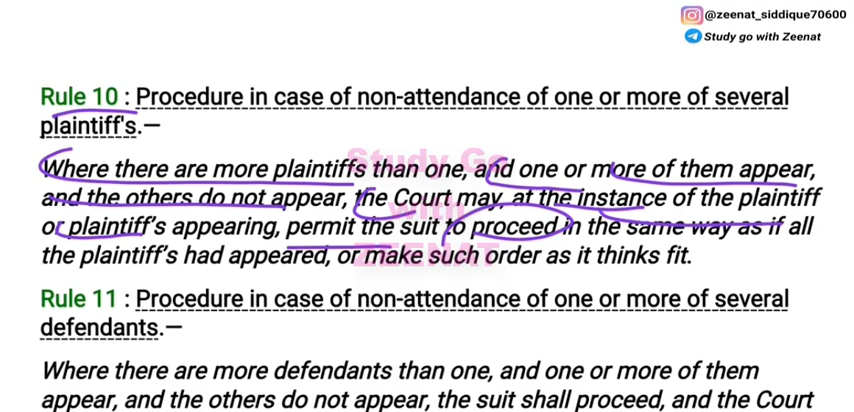 @zeenat_siddique70600
Study go with Zeenat
Rule 10 : Procedure in case of non-attendance of one or more of several
plaintiff's.—
Where there are more plaintiffs than one, and one or more of them appear,
and the others do not appear, the Court may, at the instance of the plaintiff
or plaintiff's appearing, permit the suit to proceed in the same way as if all
the plaintiff's had appeared, or make such order as it thinks fit.
Study Go
with
ZEENAT
Rule 11 : Procedure in case of non-attendance of one or more of several
defendants.—
Where there are more defendants than one, and one or more of them
appear, and the others do not appear, the suit shall proceed, and the Court